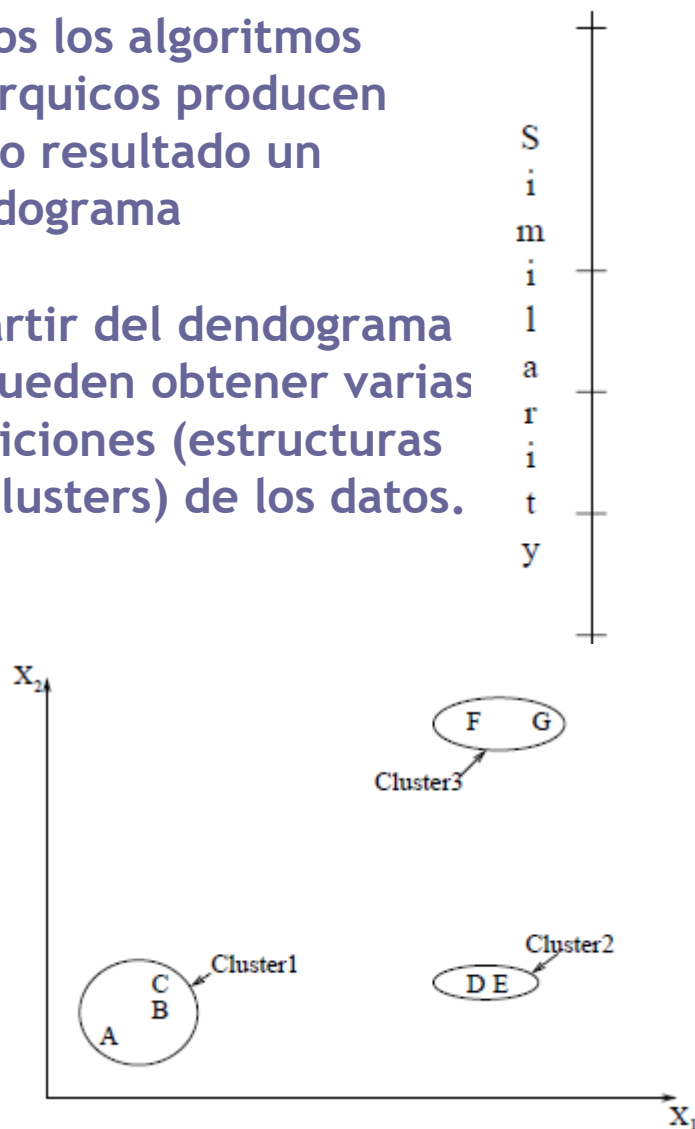 os los algoritmos
rquicos producen
o resultado un
dograma
artir del dendograma
ueden obtener varias
iciones (estructuras
lusters) de los datos.
S
i
m
i
l
a
r
i
t
y
X2
F G
Cluster3
Cluster2
Cluster1
C
D E
B
A
X1